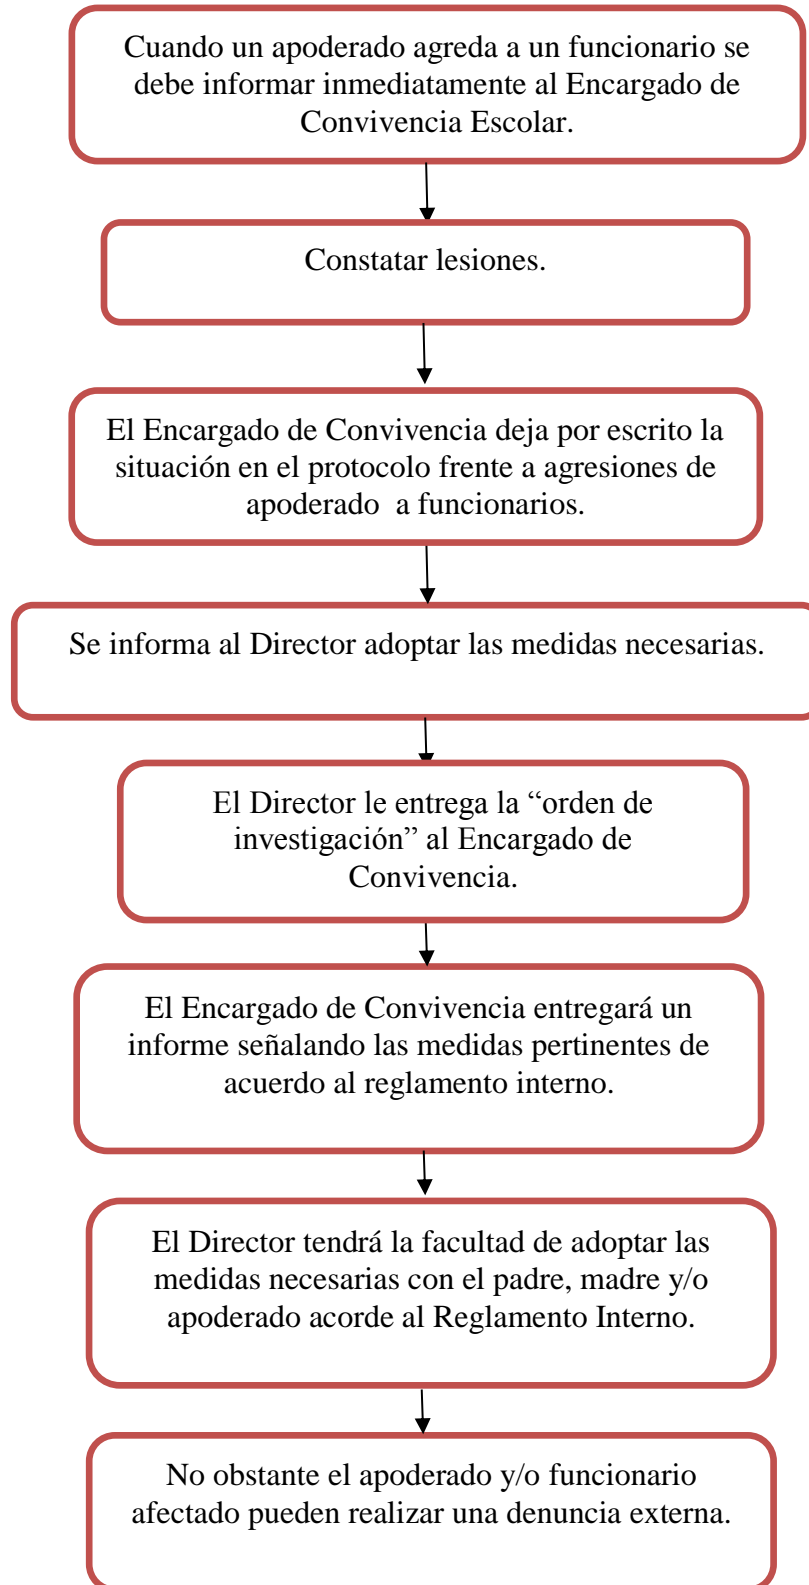 Cuando un apoderado agreda a un funcionario se
debe informar inmediatamente al Encargado de
Convivencia Escolar.
Constatar lesiones.
El Encargado de Convivencia deja por escrito la
situación en el protocolo frente a agresiones de
apoderado  a funcionarios.
Se informa al Director adoptar las medidas necesarias.
El Director le entrega la “orden de
investigación” al Encargado de
Convivencia.
El Encargado de Convivencia entregará un
informe señalando las medidas pertinentes de
acuerdo al reglamento interno.
El Director tendrá la facultad de adoptar las
medidas necesarias con el padre, madre y/o
apoderado acorde al Reglamento Interno.
No obstante el apoderado y/o funcionario
afectado pueden realizar una denuncia externa.